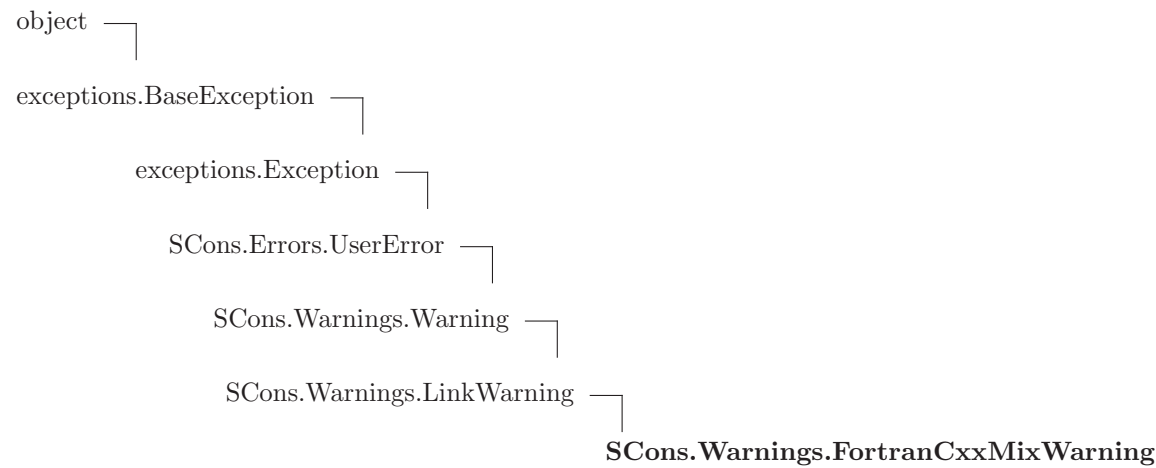 object
exceptions.BaseException
exceptions.Exception
SCons.Errors.UserError
SCons.Warnings.Warning
SCons.Warnings.LinkWarning
SCons.Warnings.FortranCxxMixWarning